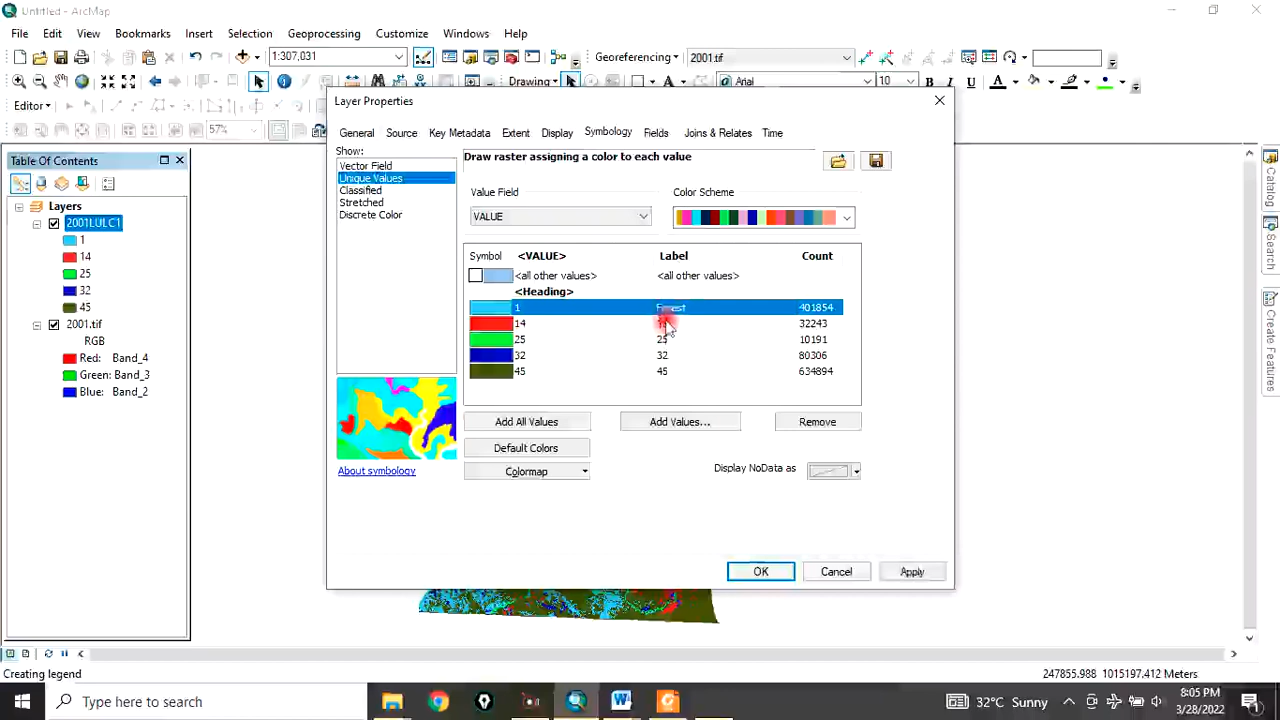 Untitled - ArcMap
File Edit View Bookmarks Insert Selection Geoprocessing Customize Windows Help
1:307,031 Georeferencing 2001.tif
Drawing Arial 10 B I U A
Editor
57%
Table Of Contents
Layers
2001LULC1
1
14
25
32
45
2001.tif
RGB
Red: Band_4
Green: Band_3
Blue: Band_2
Layer Properties
General Source Key Metadata Extent Display Symbology Fields Joins & Relates Time
Show:
Vector Field
Unique Values
Classified
Stretched
Discrete Color
About symbology
Draw raster assigning a color to each value
Value Field Color Scheme
VALUE
Symbol <VALUE> Label Count
<all other values> <all other values>
<Heading>
1 Forrest 401854
14 32243
25 25 10191
32 32 80306
45 45 634894
Add All Values Add Values... Remove
Default Colors
Colormap Display NoData as
OK Cancel Apply
Catalog
Search
Create Features
Creating legend 247855.988 1015197.412 Meters
Type here to search 32°C Sunny 8:05 PM
3/28/2022